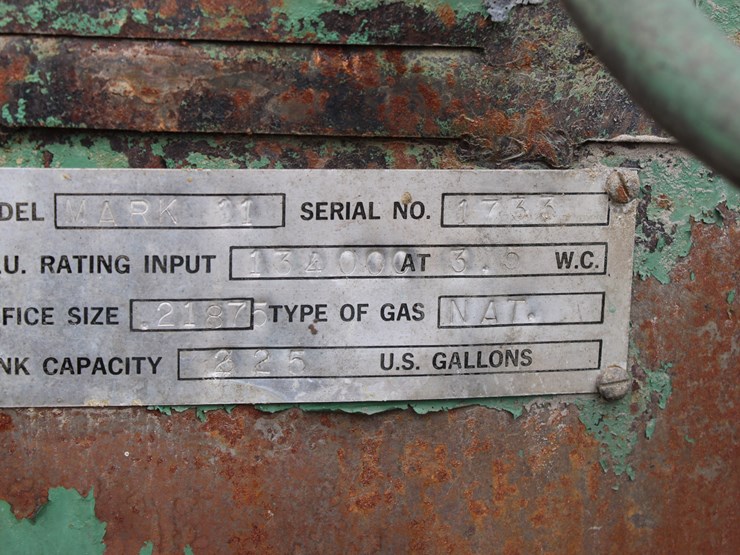 DEL MARK 11 SERIAL NO. 1733
.U. RATING INPUT 134000 AT 3.5 W.C.
FICE SIZE .21875 TYPE OF GAS NAT.
NK CAPACITY 225 U.S. GALLONS